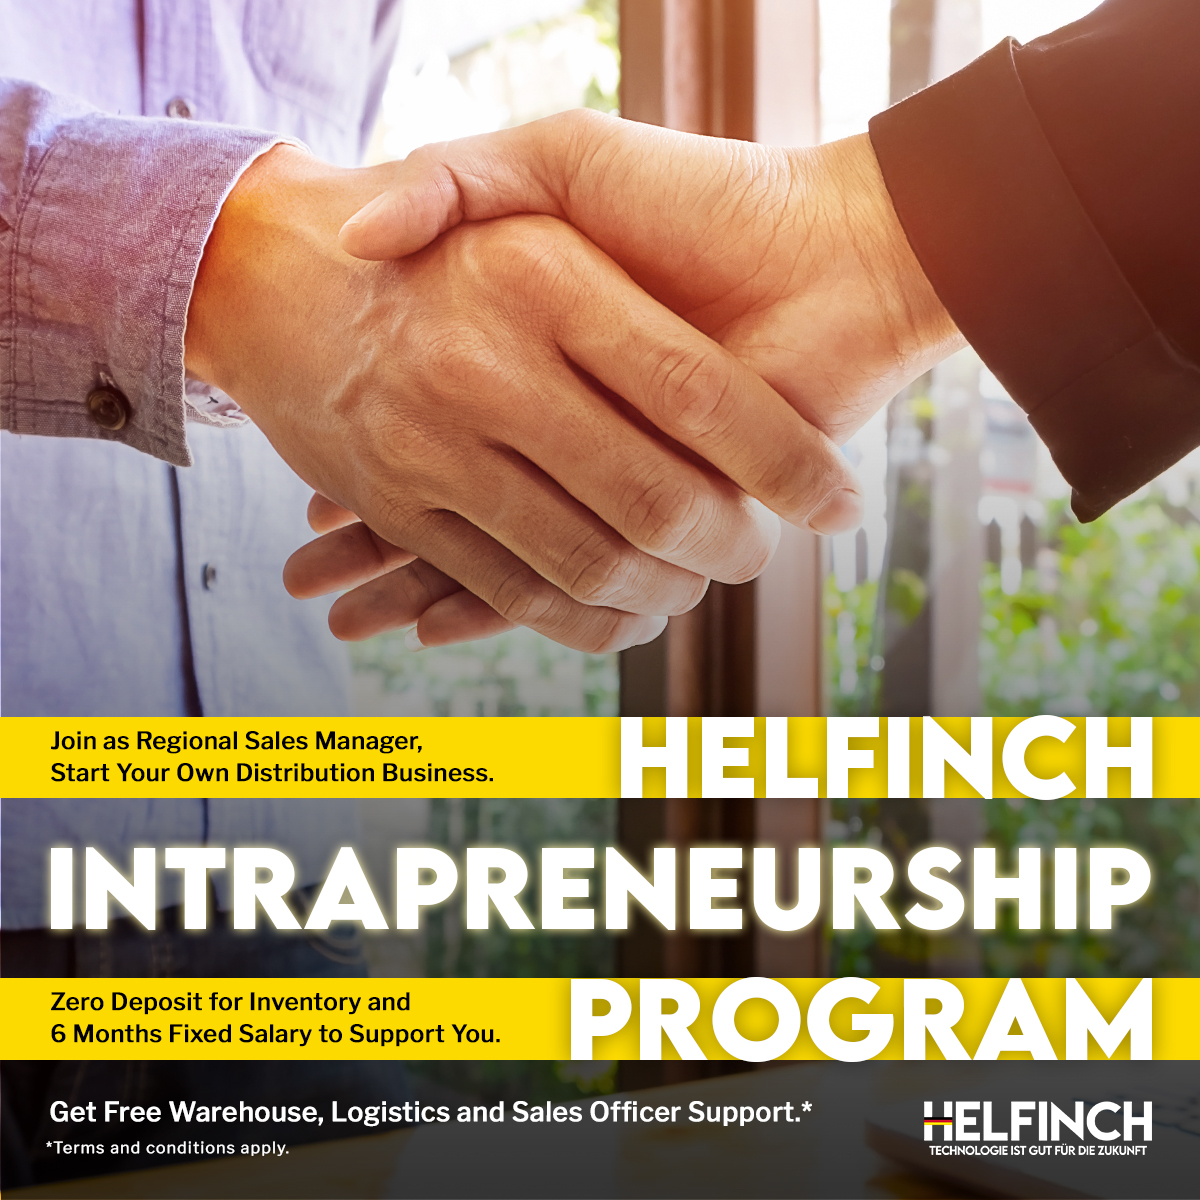 Join as Regional Sales Manager,
Start Your Own Distribution Business.
HELFINCH
INTRAPRENEURSHIP
Zero Deposit for Inventory and
6 Months Fixed Salary to Support You.
PROGRAM
Get Free Warehouse, Logistics and Sales Officer Support.*
*Terms and conditions apply.
HELFINCH
TECHNOLOGIE IST GUT FÜR DIE ZUKUNFT